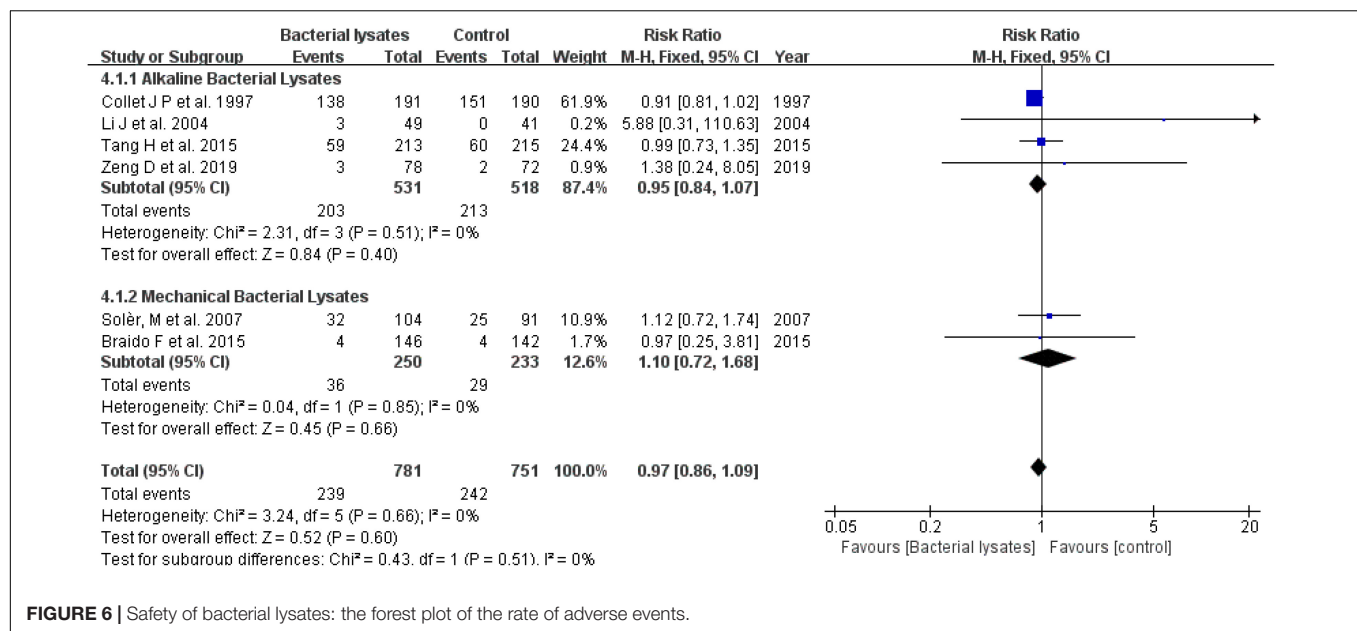 Bacterial lysates Control Risk Ratio Risk Ratio
Study or Subgroup Events Total Events Total Weight M-H, Fixed, 95% CI Year M-H, Fixed, 95% CI
4.1.1 Alkaline Bacterial Lysates
Collet J P et al. 1997 138 191 151 190 61.9% 0.91 [0.81, 1.02] 1997
Li J et al. 2004 3 49 0 41 0.2% 5.88 [0.31, 110.63] 2004
Tang H et al. 2015 59 213 60 215 24.4% 0.99 [0.73, 1.35] 2015
Zeng D et al. 2019 3 78 2 72 0.9% 1.38 [0.24, 8.05] 2019
Subtotal (95% CI) 531 518 87.4% 0.95 [0.84, 1.07]
Total events 203 213
Heterogeneity: Chi² = 2.31, df = 3 (P = 0.51); I² = 0%
Test for overall effect: Z = 0.84 (P = 0.40)
4.1.2 Mechanical Bacterial Lysates
Solèr, M et al. 2007 32 104 25 91 10.9% 1.12 [0.72, 1.74] 2007
Braido F et al. 2015 4 146 4 142 1.7% 0.97 [0.25, 3.81] 2015
Subtotal (95% CI) 250 233 12.6% 1.10 [0.72, 1.68]
Total events 36 29
Heterogeneity: Chi² = 0.04, df = 1 (P = 0.85); I² = 0%
Test for overall effect: Z = 0.45 (P = 0.66)
Total (95% CI) 781 751 100.0% 0.97 [0.86, 1.09]
Total events 239 242
Heterogeneity: Chi² = 3.24, df = 5 (P = 0.66); I² = 0%
Test for overall effect: Z = 0.52 (P = 0.60)
Test for subgroup differences: Chi² = 0.43, df = 1 (P = 0.51), I² = 0%
0.05 0.2 1 5 20
Favours [Bacterial lysates] Favours [control]
FIGURE 6 | Safety of bacterial lysates: the forest plot of the rate of adverse events.